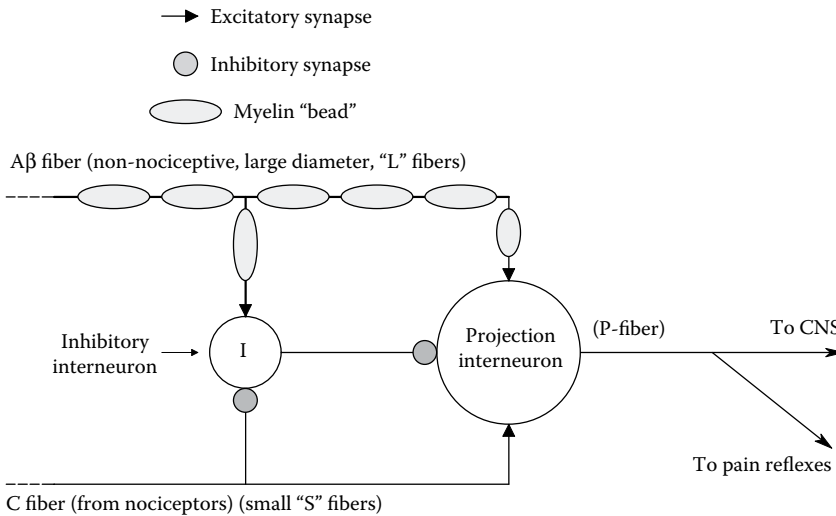 Excitatory synapse
Inhibitory synapse
Myelin “bead”
Aβ fiber (non-nociceptive, large diameter, “L” fibers)
Inhibitory
interneuron
I
Projection
interneuron
(P-fiber)
To CNS
To pain reflexes
C fiber (from nociceptors) (small “S” fibers)